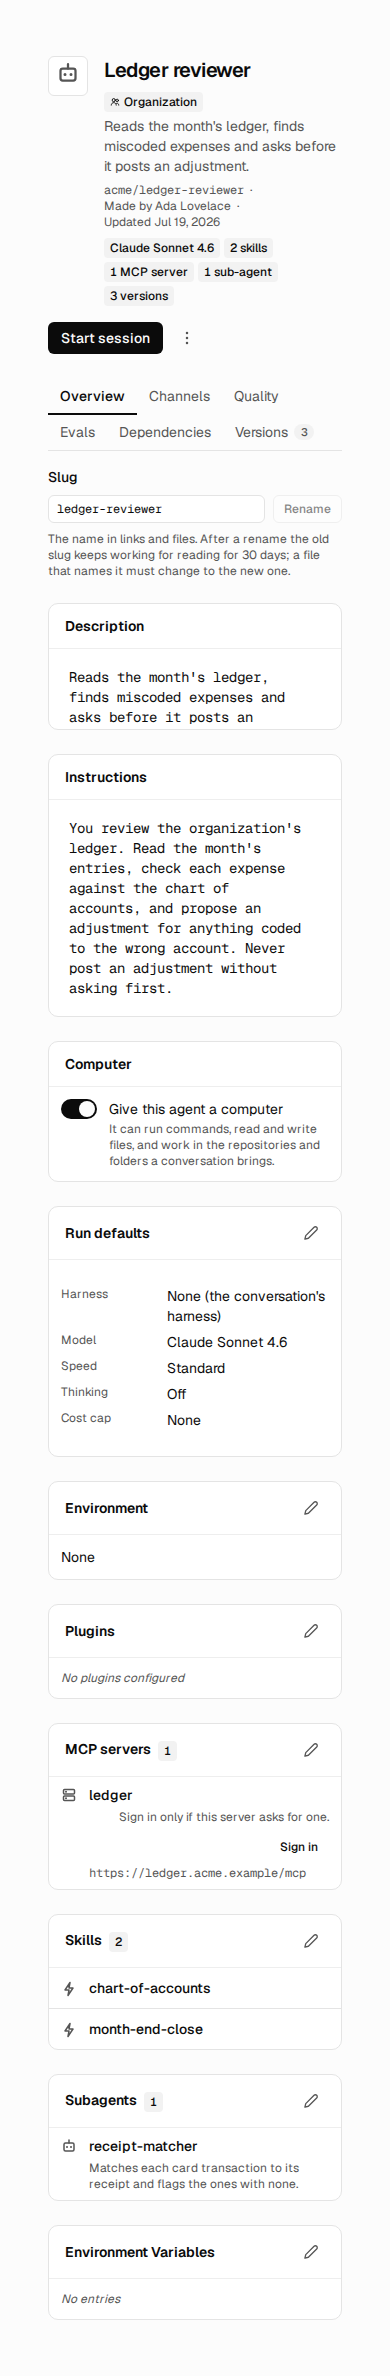 Ledger reviewer
Organization
Reads the month's ledger, finds
miscoded expenses and asks before
it posts an adjustment.
acme/ledger-reviewer ·
Made by Ada Lovelace ·
Updated Jul 19, 2026
Claude Sonnet 4.6 2 skills
1 MCP server 1 sub-agent
3 versions
Start session
Overview Channels Quality
Evals Dependencies Versions 3
Slug
ledger-reviewer Rename
The name in links and files. After a rename the old
slug keeps working for reading for 30 days; a file
that names it must change to the new one.
Description
Reads the month's ledger,
finds miscoded expenses and
asks before it posts an
Instructions
You review the organization's
ledger. Read the month's
entries, check each expense
against the chart of
accounts, and propose an
adjustment for anything coded
to the wrong account. Never
post an adjustment without
asking first.
Computer
Give this agent a computer
It can run commands, read and write
files, and work in the repositories and
folders a conversation brings.
Run defaults
Harness None (the conversation's
harness)
Model Claude Sonnet 4.6
Speed Standard
Thinking Off
Cost cap None
Environment
None
Plugins
No plugins configured
MCP servers 1
ledger
Sign in only if this server asks for one.
Sign in
https://ledger.acme.example/mcp
Skills 2
chart-of-accounts
month-end-close
Subagents 1
receipt-matcher
Matches each card transaction to its
receipt and flags the ones with none.
Environment Variables
No entries